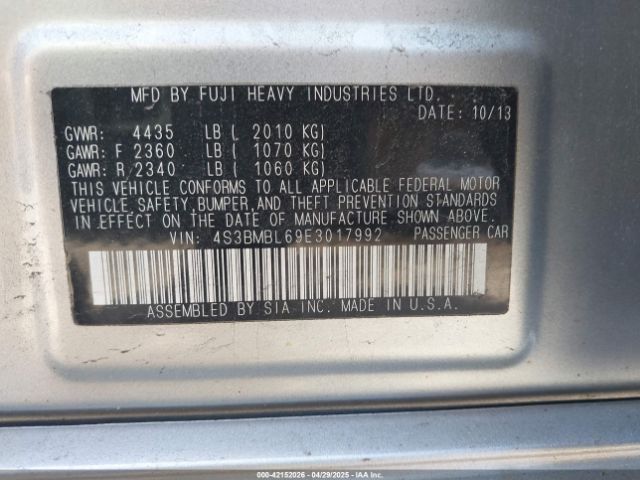 MFD BY FUJI HEAVY INDUSTRIES LTD.
DATE: 10/13
GVWR: 4435 LB ( 2010 KG)
GAWR: F 2360 LB ( 1070 KG)
GAWR: R 2340 LB ( 1060 KG)
THIS VEHICLE CONFORMS TO ALL APPLICABLE FEDERAL MOTOR
VEHICLE SAFETY, BUMPER, AND THEFT PREVENTION STANDARDS
IN EFFECT ON THE DATE OF MANUFACTURE SHOWN ABOVE.
VIN: 4S3BMBL69E3017992 PASSENGER CAR
ASSEMBLED BY SIA INC. MADE IN U.S.A.
000-42152026 - 04/29/2025 - IAA, Inc.